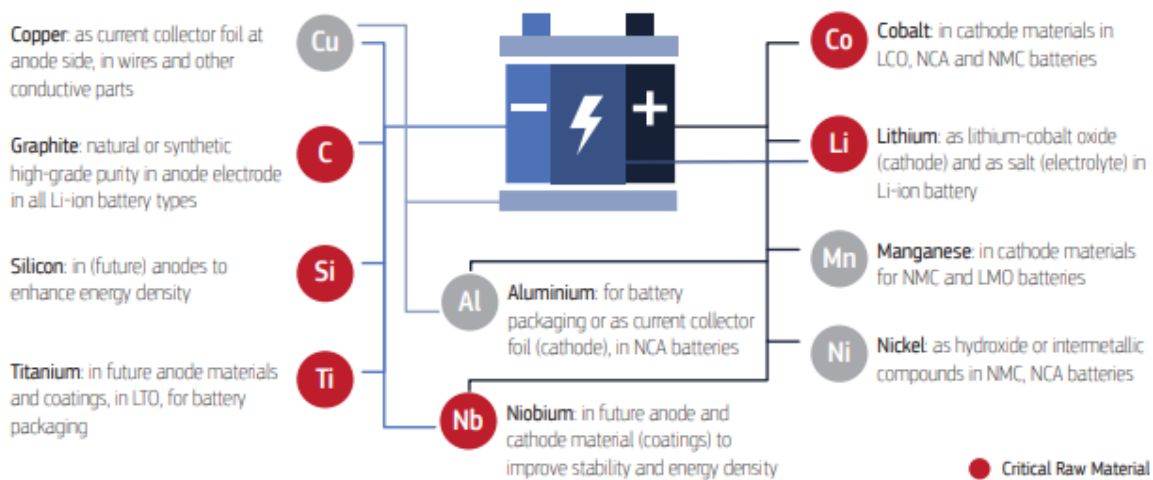 Copper: as current collector foil at
anode side, in wires and other
conductive parts
Cu
Graphite: natural or synthetic
high-grade purity in anode electrode
in all Li-ion battery types
C
Silicon: in (future) anodes to
enhance energy density
Si
Titanium: in future anode materials
and coatings, in LTO, for battery
packaging
Ti
− +
Al
Aluminium: for battery
packaging or as current collector
foil (cathode), in NCA batteries
Nb
Niobium: in future anode and
cathode material (coatings) to
improve stability and energy density
Co
Cobalt: in cathode materials in
LCO, NCA and NMC batteries
Li
Lithium: as lithium-cobalt oxide
(cathode) and as salt (electrolyte) in
Li-ion battery
Mn
Manganese: in cathode materials
for NMC and LMO batteries
Ni
Nickel: as hydroxide or intermetallic
compounds in NMC, NCA batteries
Critical Raw Material